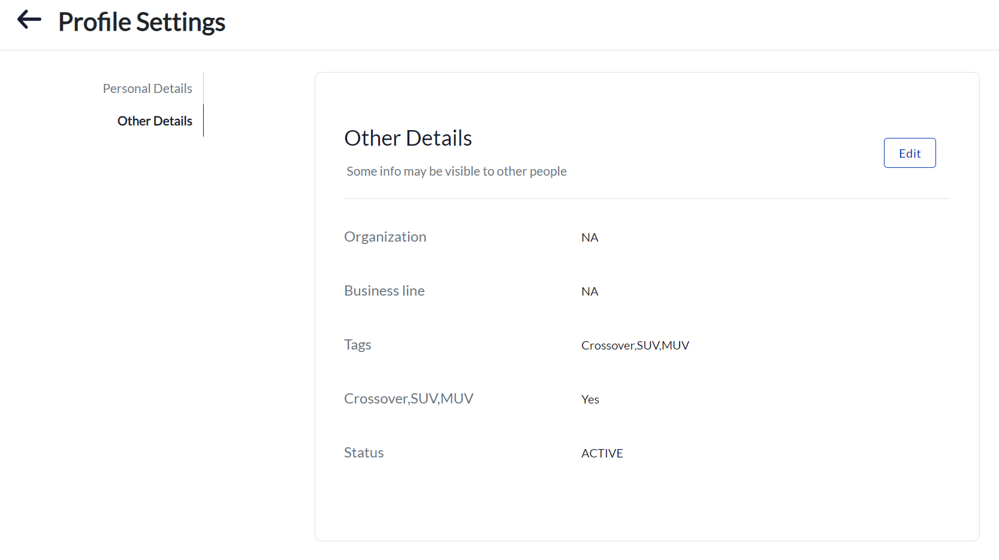 Profile Settings
Personal Details
Other Details
Other Details
Edit
Some info may be visible to other people
Organization NA
Business line NA
Tags Crossover,SUV,MUV
Crossover,SUV,MUV Yes
Status ACTIVE